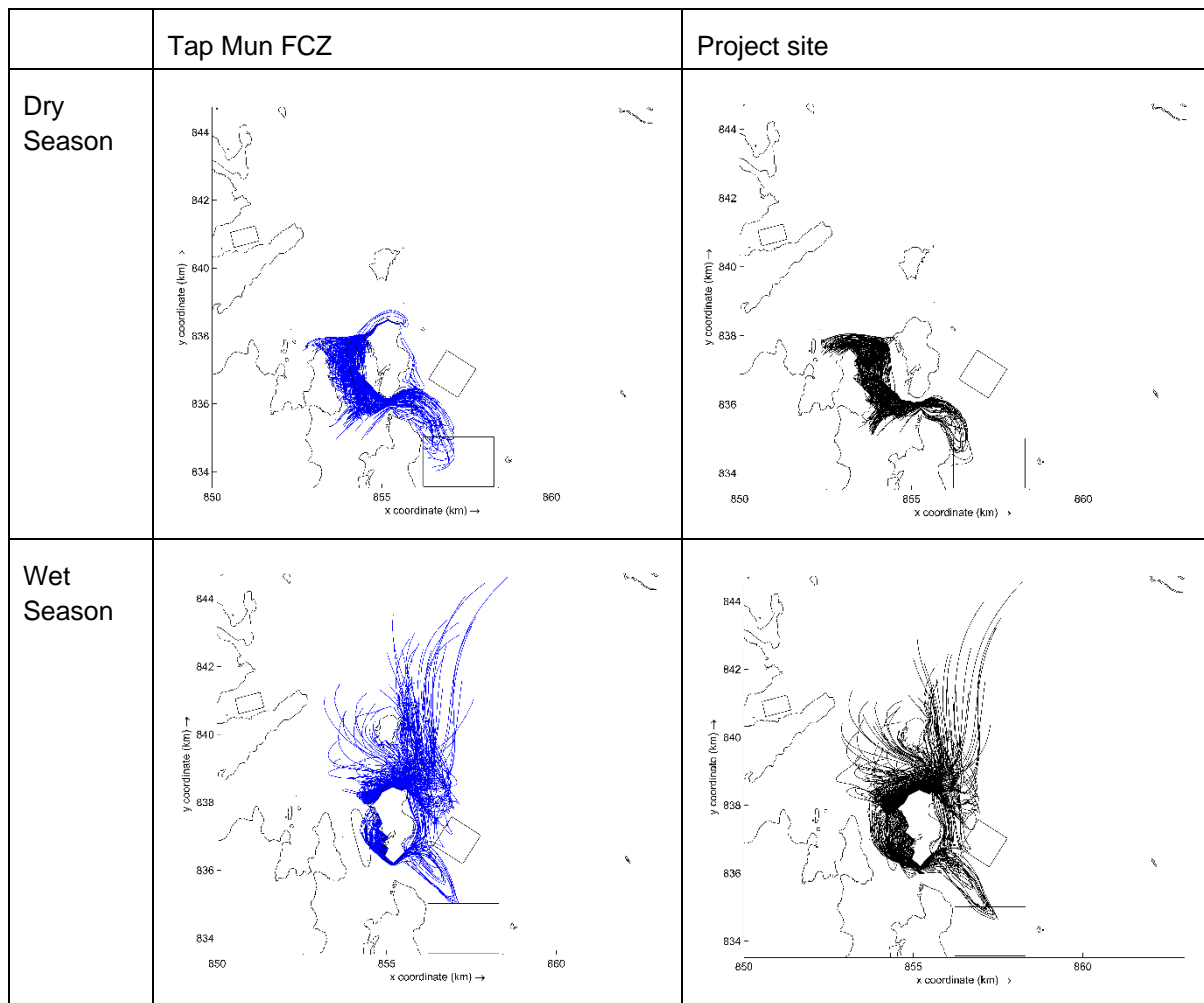 Tap Mun FCZ
Project site
Dry
Season
844
842
840
838
836
834
850
855
860
y coordinate (km) →
x coordinate (km) →
844
842
840
838
836
834
850
855
860
y coordinate (km) →
x coordinate (km) →
Wet
Season
844
842
840
838
836
834
850
855
860
y coordinate (km) →
x coordinate (km) →
844
842
840
838
836
834
850
855
860
y coordinate (km) →
x coordinate (km) →